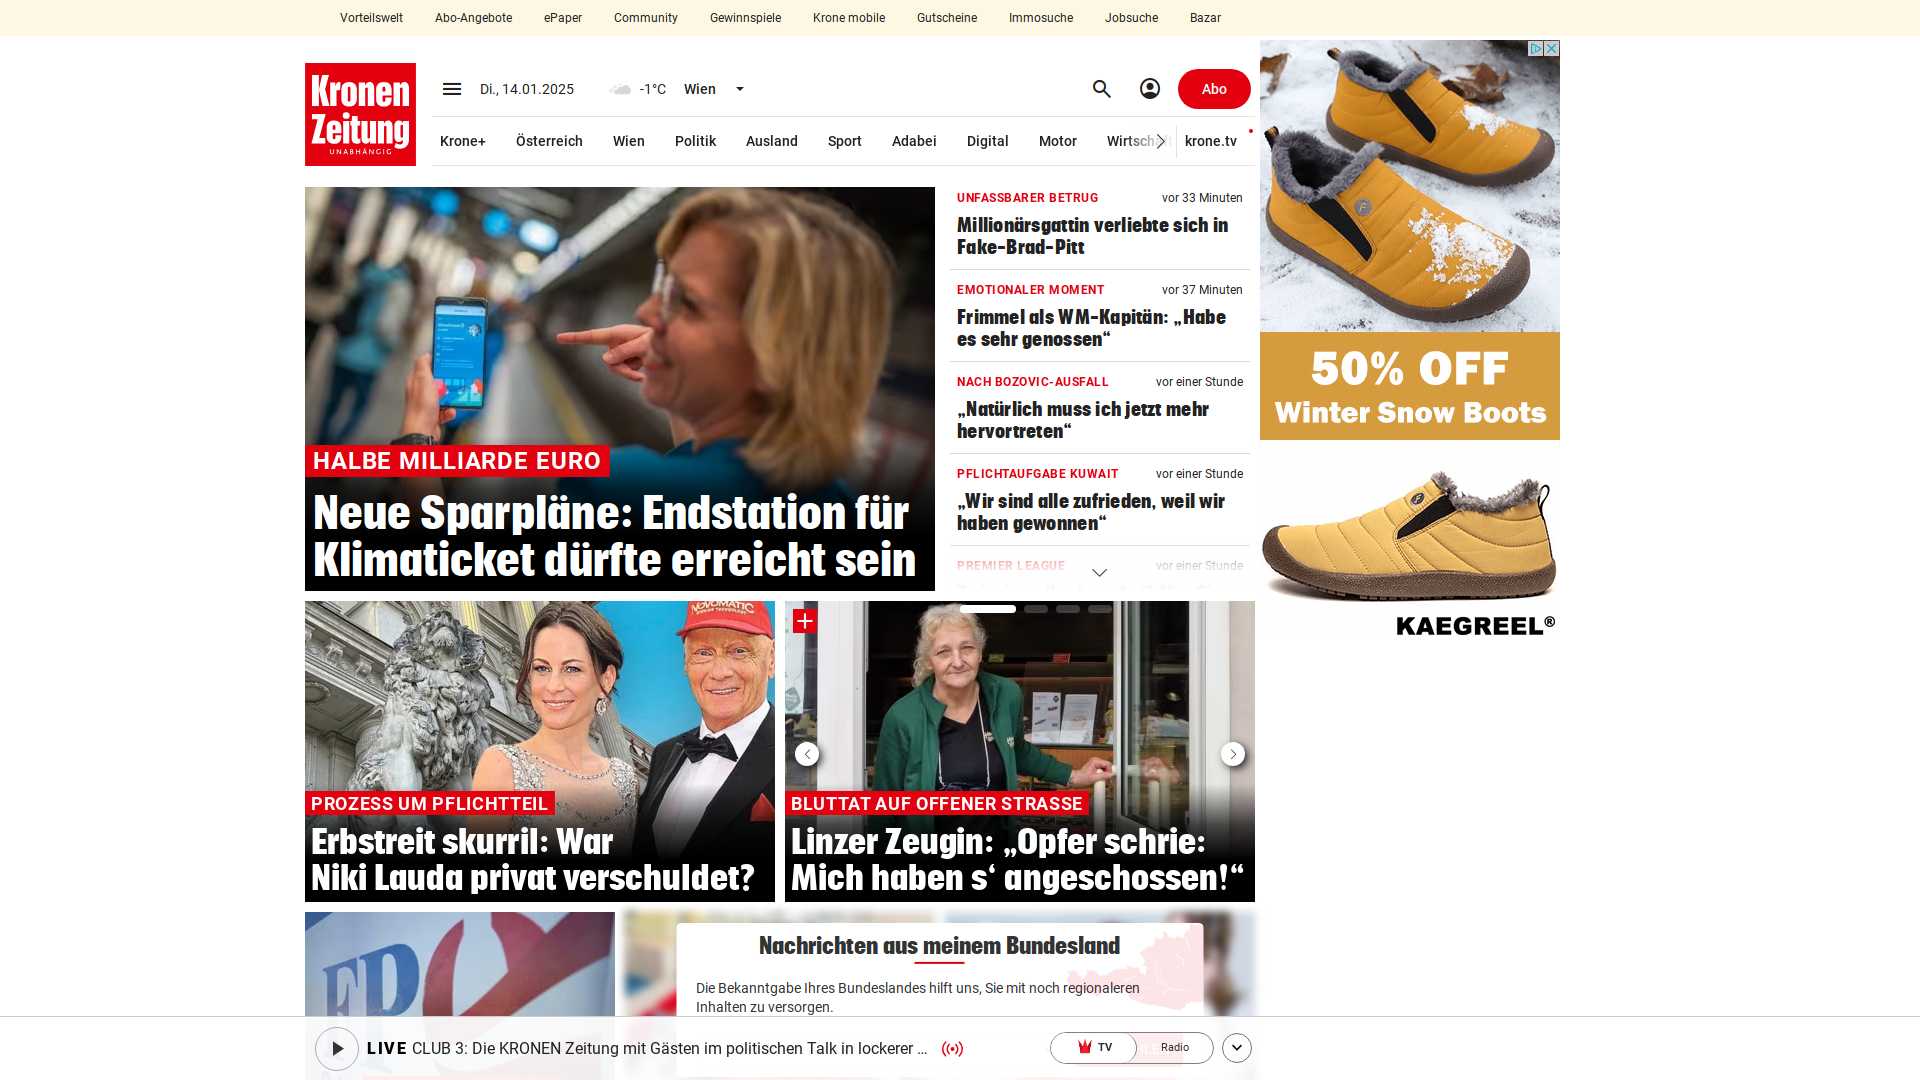 Vorteilswelt Abo-Angebote ePaper Community Gewinnspiele Krone mobile Gutscheine Immosuche Jobsuche Bazar
Kronen
Zeitung
UNABHÄNGIG
Di., 14.01.2025 -1°C Wien Abo
Krone+ Österreich Wien Politik Ausland Sport Adabei Digital Motor krone.tv
HALBE MILLIARDE EURO
Neue Sparpläne: Endstation für
Klimaticket dürfte erreicht sein
UNFASSBARER BETRUG vor 33 Minuten
Millionärsgattin verliebte sich in
Fake-Brad-Pitt
EMOTIONALER MOMENT vor 37 Minuten
Frimmel als WM-Kapitän: „Habe
es sehr genossen“
NACH BOZOVIC-AUSFALL vor einer Stunde
„Natürlich muss ich jetzt mehr
hervortreten“
PFLICHTAUFGABE KUWAIT vor einer Stunde
„Wir sind alle zufrieden, weil wir
haben gewonnen“
PREMIER LEAGUE vor einer Stunde
50% OFF
Winter Snow Boots
KAEGREEL®
NOVOMATIC
PROZESS UM PFLICHTTEIL
Erbstreit skurril: War
Niki Lauda privat verschuldet?
BLUTTAT AUF OFFENER STRASSE
Linzer Zeugin: „Opfer schrie:
Mich haben s‘ angeschossen!“
Nachrichten aus meinem Bundesland
Die Bekanntgabe Ihres Bundeslandes hilft uns, Sie mit noch regionaleren
Inhalten zu versorgen.
LIVE CLUB 3: Die KRONEN Zeitung mit Gästen im politischen Talk in lockerer ...
TV Radio